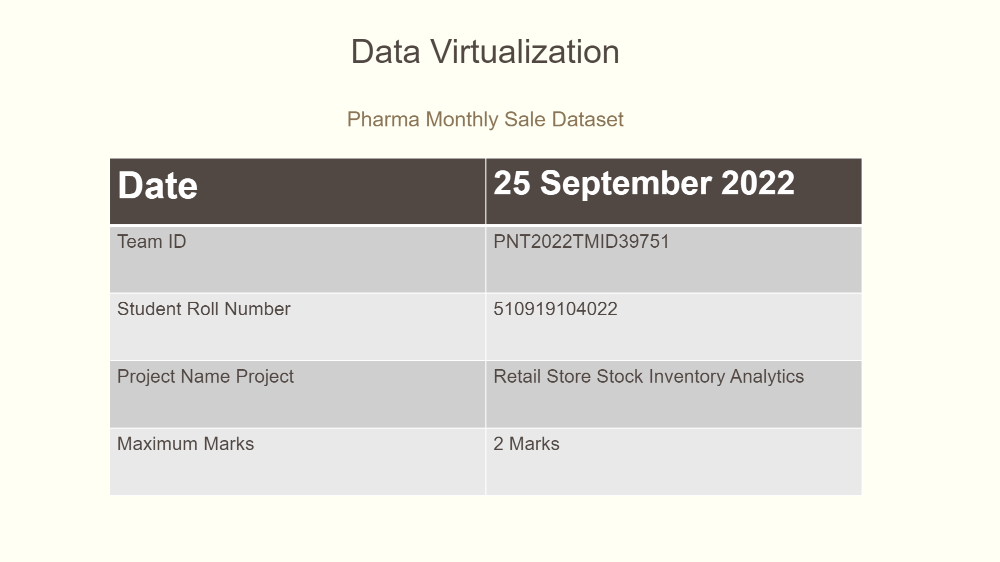 Data Virtualization
Pharma Monthly Sale Dataset
Date 25 September 2022
Team ID PNT2022TMID39751
Student Roll Number 510919104022
Project Name Project Retail Store Stock Inventory Analytics
Maximum Marks 2 Marks